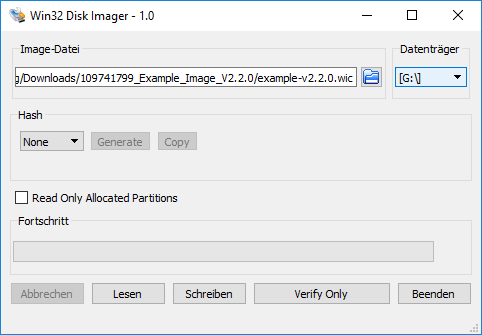 Win32 Disk Imager - 1.0
Image-Datei
Datenträger
g/Downloads/109741799_Example_Image_V2.2.0/example-v2.2.0.wic
[G:\]
Hash
None
Generate
Copy
Read Only Allocated Partitions
Fortschritt
Abbrechen
Lesen
Schreiben
Verify Only
Beenden